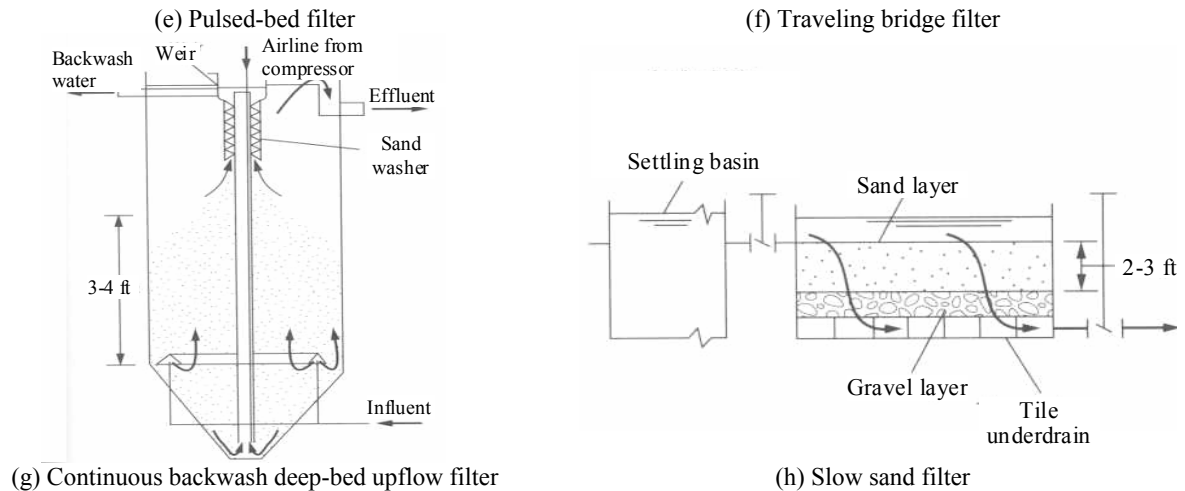 (e) Pulsed-bed filter
(f) Traveling bridge filter
Backwash
water
Weir
Airline from
compressor
Effluent
Sand
washer
3-4 ft
Influent
Settling basin
Sand layer
2-3 ft
Gravel layer
Tile
underdrain
(g) Continuous backwash deep-bed upflow filter
(h) Slow sand filter